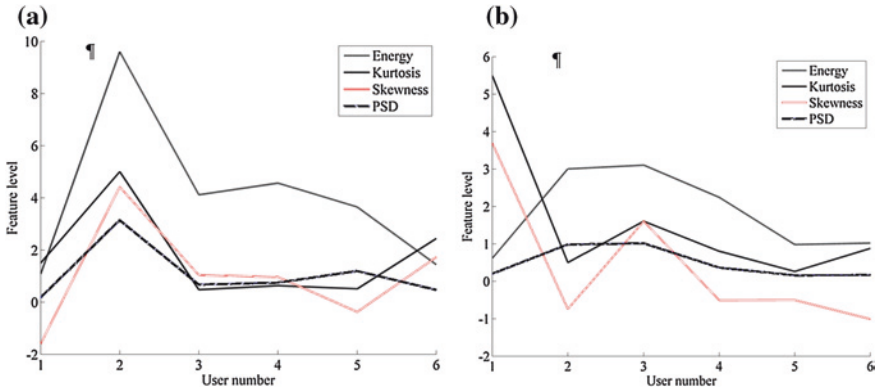 (a)
¶
Energy
Kurtosis
Skewness
PSD
10
8
6
4
2
0
-2
Feature level
1 2 3 4 5 6
User number
(b)
¶
Energy
Kurtosis
Skewness
PSD
6
5
4
3
2
1
0
-1
-2
Feature level
1 2 3 4 5 6
User number